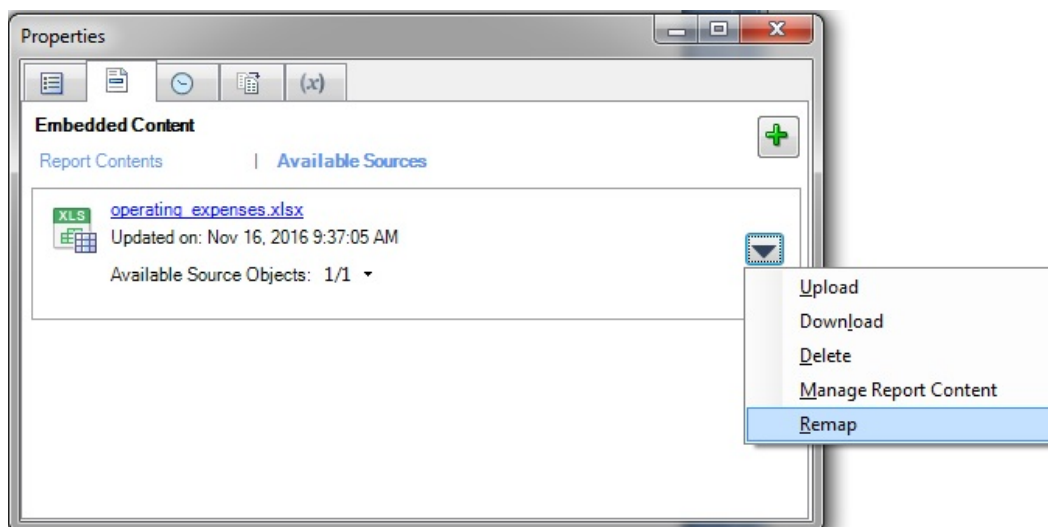 Properties
(x)
Embedded Content
Report Contents | Available Sources
XLS operating_expenses.xlsx
Updated on: Nov 16, 2016 9:37:05 AM
Available Source Objects: 1/1
Upload
Download
Delete
Manage Report Content
Remap